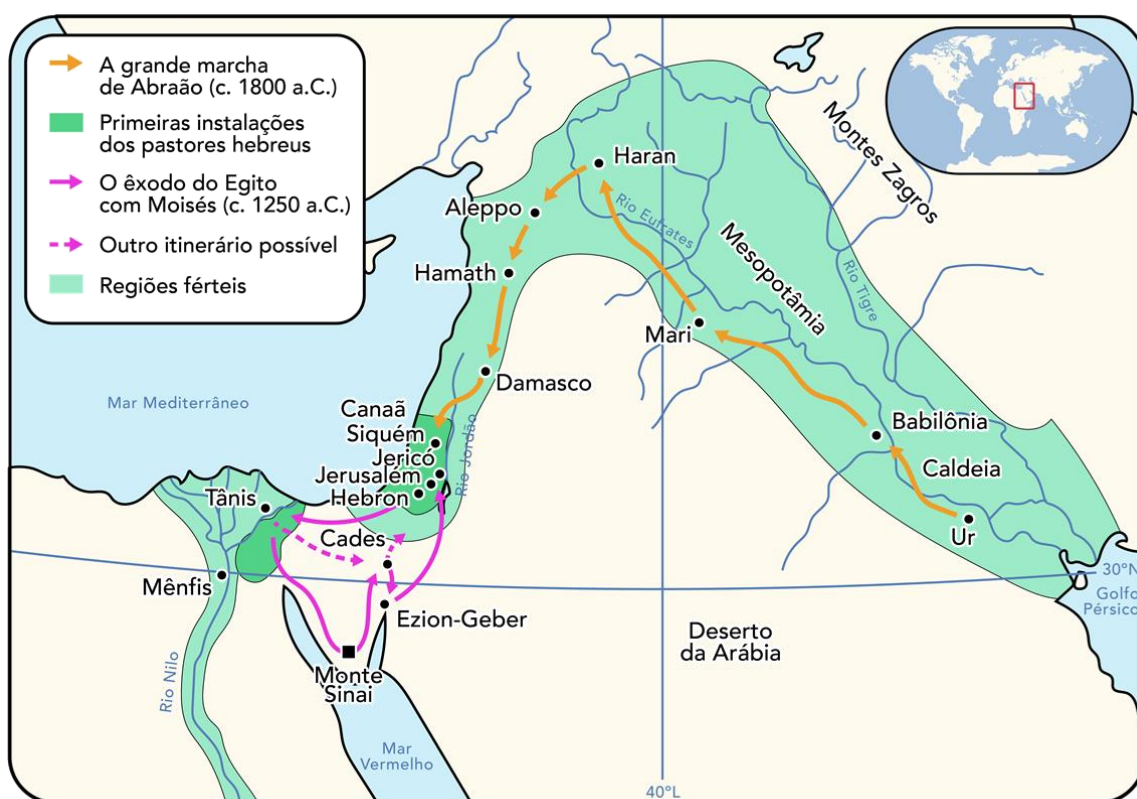 A grande marcha
de Abraão (c. 1800 a.C.)
Primeiras instalações
dos pastores hebreus
O êxodo do Egito
com Moisés (c. 1250 a.C.)
Outro itinerário possível
Regiões férteis
Montes Zagros
Haran
Aleppo
Rio Eufrates
Mesopotâmia
Hamath
Rio Tigre
Mari
Damasco
Mar Mediterrâneo
Canaã
Siquém
Jericó
Jerusalém
Hebron
Rio Jordão
Babilônia
Caldeia
Ur
Tânis
Cades
Mênfis
Ezion-Geber
30°N
Golfo
Pérsico
Deserto
da Arábia
Monte
Sinai
Rio Nilo
Mar
Vermelho
40°L